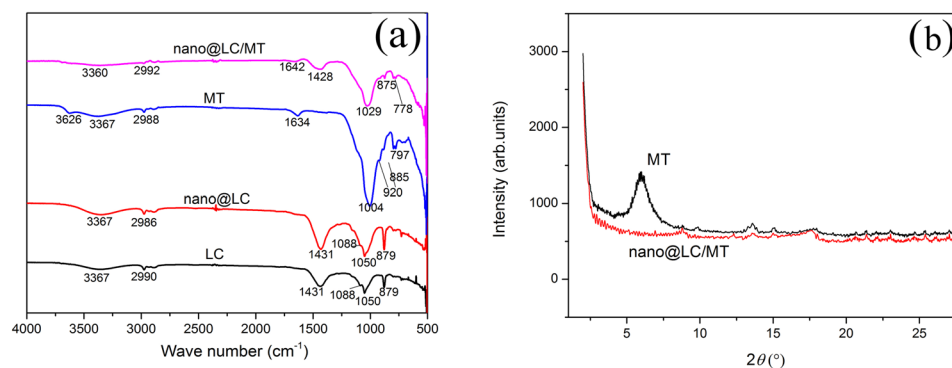 (a)
nano@LC/MT
3360
2992
1642
1428
1029
875
778
MT
3626
3367
2988
1634
797
885
920
1004
nano@LC
3367
2986
1431
1088
1050
879
LC
3367
2990
1431
1088
1050
879
4000 3500 3000 2500 2000 1500 1000 500
Wave number (cm-1)
(b)
3000
2000
1000
0
Intensity (arb.units)
MT
nano@LC/MT
5 10 15 20 25
2θ(°)